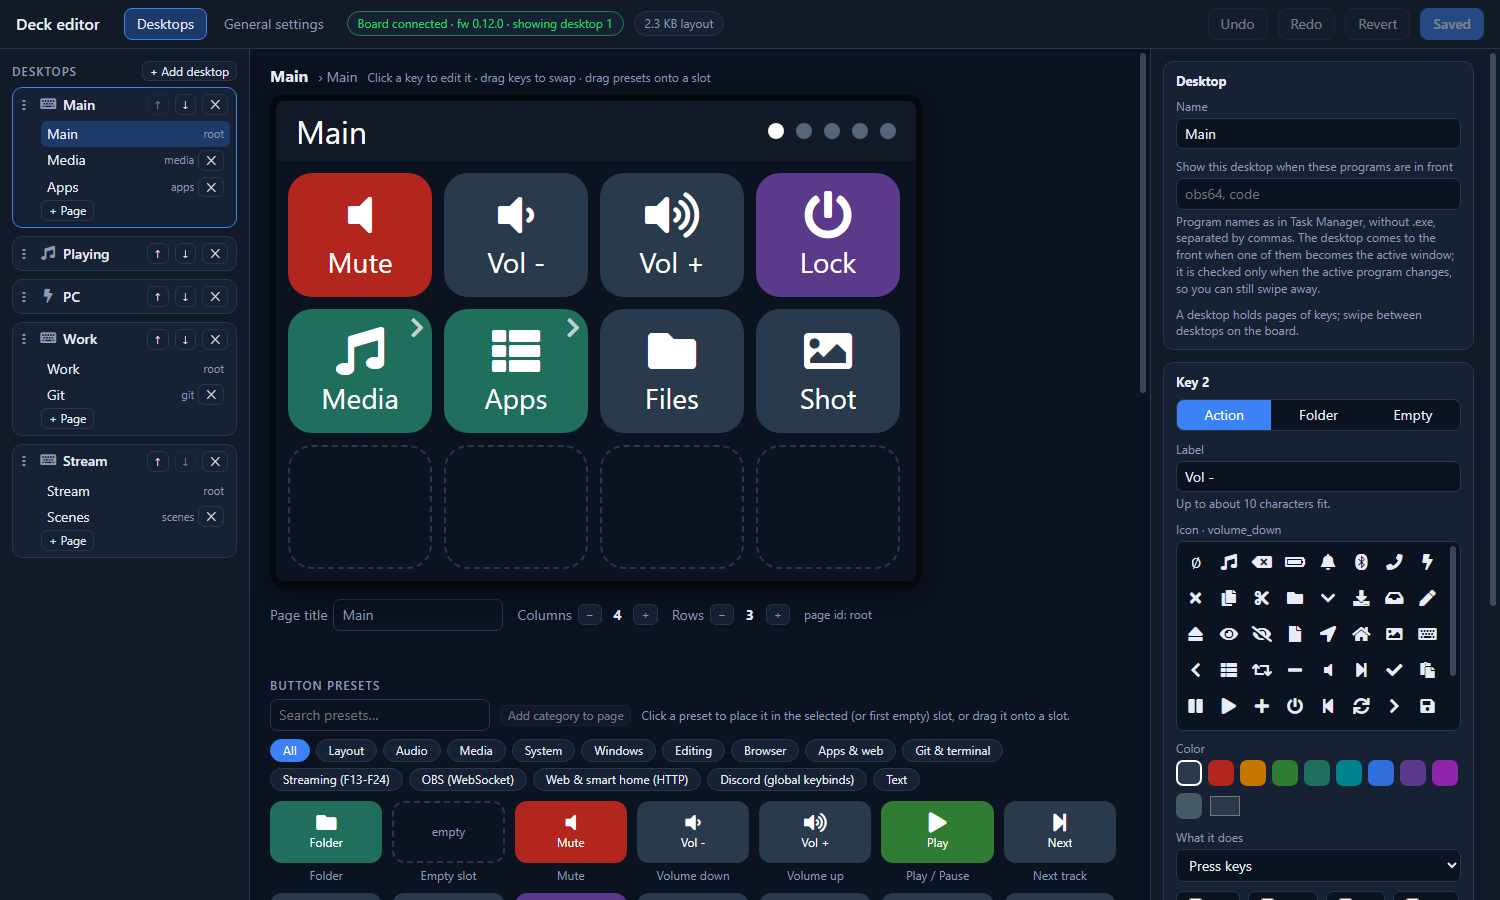 Deck editor
Desktops
General settings
Board connected · fw 0.12.0 · showing desktop 1
2.3 KB layout
Undo
Redo
Revert
Saved
DESKTOPS
+ Add desktop
Main
Main root
Media media
Apps apps
+ Page
Playing
PC
Work
Work root
Git git
+ Page
Stream
Stream root
Scenes scenes
+ Page
Main › Main Click a key to edit it · drag keys to swap · drag presets onto a slot
Main
Mute
Vol -
Vol +
Lock
Media
Apps
Files
Shot
Page title Main Columns − 4 + Rows − 3 + page id: root
BUTTON PRESETS
Search presets...
Add category to page
Click a preset to place it in the selected (or first empty) slot, or drag it onto a slot.
All
Layout
Audio
Media
System
Windows
Editing
Browser
Apps & web
Git & terminal
Streaming (F13-F24)
OBS (WebSocket)
Web & smart home (HTTP)
Discord (global keybinds)
Text
Folder
empty
Mute
Vol -
Vol +
Play
Next
Folder
Empty slot
Mute
Volume down
Volume up
Play / Pause
Next track
Desktop
Name
Main
Show this desktop when these programs are in front
obs64, code
Program names as in Task Manager, without .exe,
separated by commas. The desktop comes to the
front when one of them becomes the active window;
it is checked only when the active program changes,
so you can still swipe away.
A desktop holds pages of keys; swipe between
desktops on the board.
Key 2
Action
Folder
Empty
Label
Vol -
Up to about 10 characters fit.
Icon · volume_down
Color
What it does
Press keys